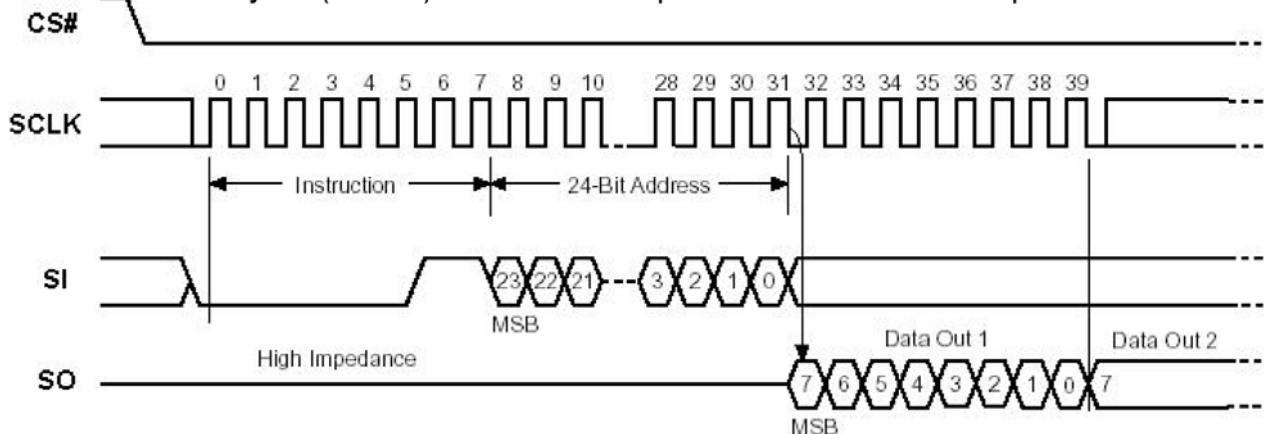 CS#
0 1 2 3 4 5 6 7 8 9 10 28 29 30 31 32 33 34 35 36 37 38 39
SCLK
Instruction 24-Bit Address
SI 23 22 21 3 2 1 0
MSB
High Impedance Data Out 1 Data Out 2
SO 7 6 5 4 3 2 1 0 7
MSB